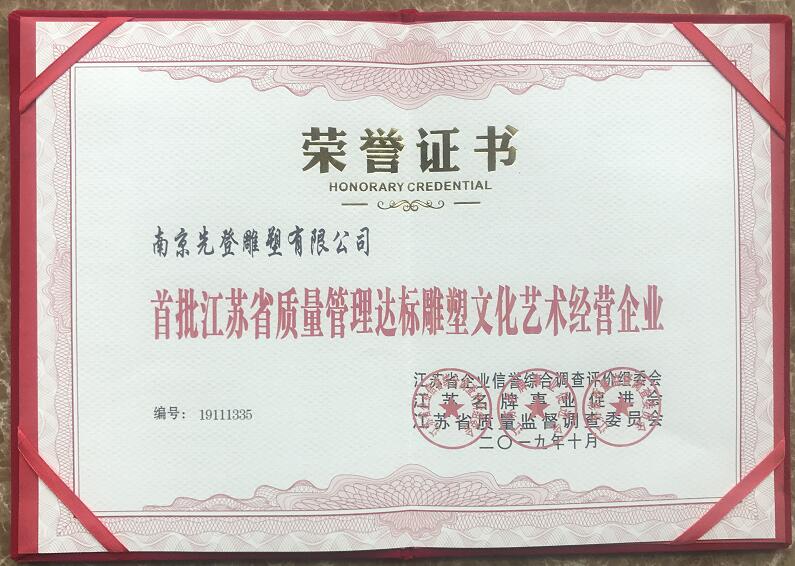 荣誉证书
HONORARY CREDENTIAL
南京先登雕塑有限公司
首批江苏省质量管理达标雕塑文化艺术经营企业
江苏省企业信誉综合调查评价组委会
江苏名牌事业促进会
江苏省质量监督调查委员会
编号: 19111335
二〇一九年十月